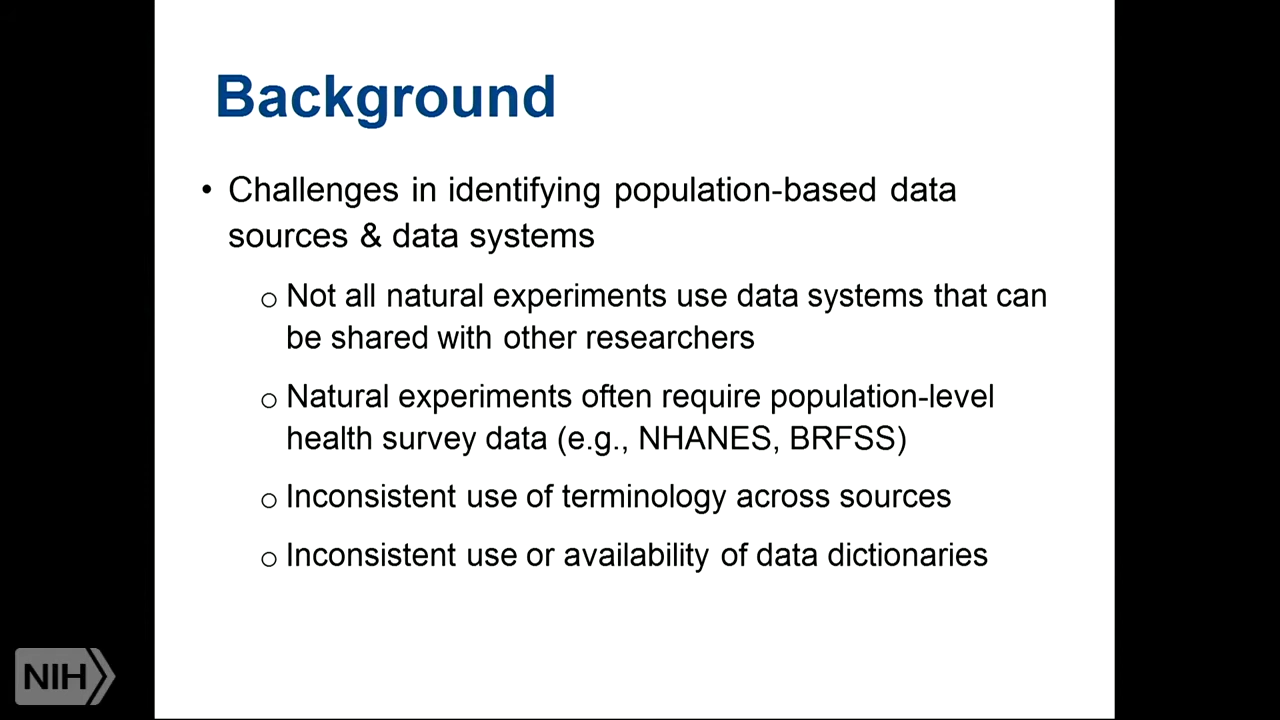 Background
• Challenges in identifying population-based data
sources & data systems
o Not all natural experiments use data systems that can
be shared with other researchers
o Natural experiments often require population-level
health survey data (e.g., NHANES, BRFSS)
o Inconsistent use of terminology across sources
o Inconsistent use or availability of data dictionaries
NIH